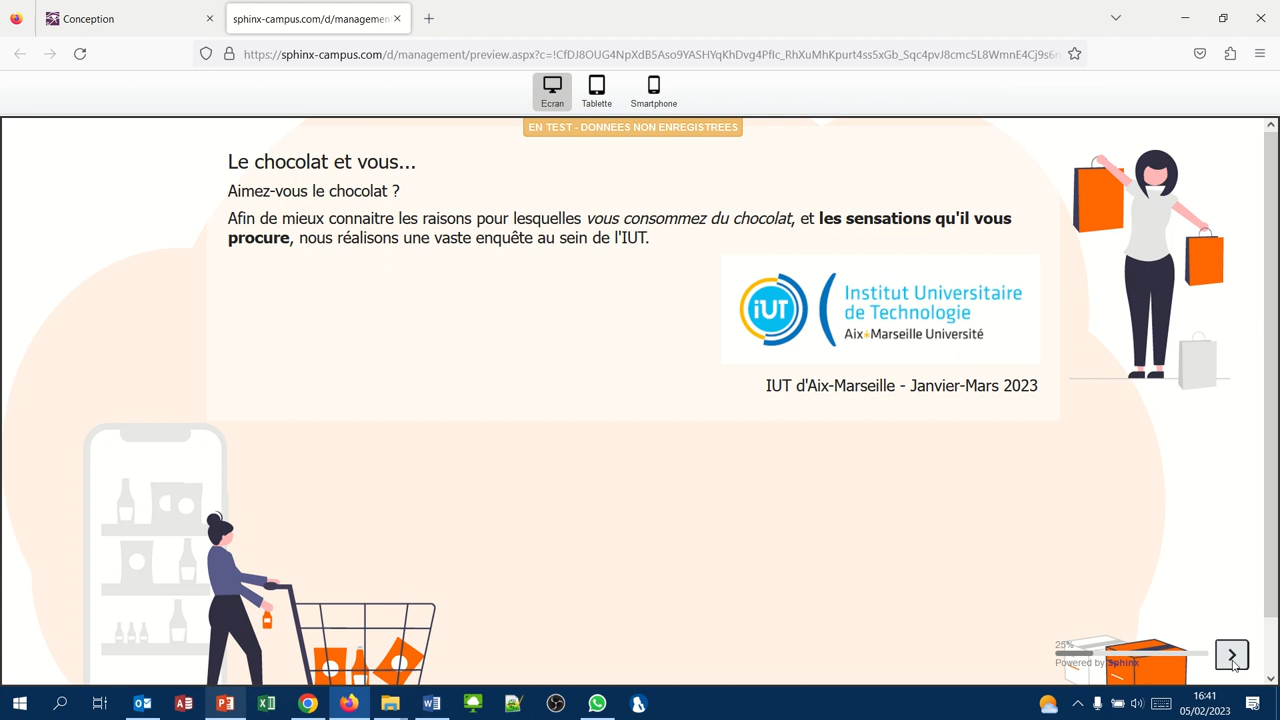 Conception
sphinx-campus.com/d/managemen
https://sphinx-campus.com/d/management/preview.aspx?c=!CfDJ8OUG4NpXdB5Aso9YASHYqKhDvg4PfIc_RhXuMhKpurt4ss5xGb_Sqc4pvJ8cmc5L8WmnE4Cj9s6n
Ecran
Tablette
Smartphone
EN TEST - DONNEES NON ENREGISTREES
Le chocolat et vous...
Aimez-vous le chocolat ?
Afin de mieux connaitre les raisons pour lesquelles vous consommez du chocolat, et les sensations qu'il vous
procure, nous réalisons une vaste enquête au sein de l'IUT.
iUT
Institut Universitaire
de Technologie
Aix*Marseille Université
IUT d'Aix-Marseille - Janvier-Mars 2023
25%
Powered by Sphinx
16:41
05/02/2023